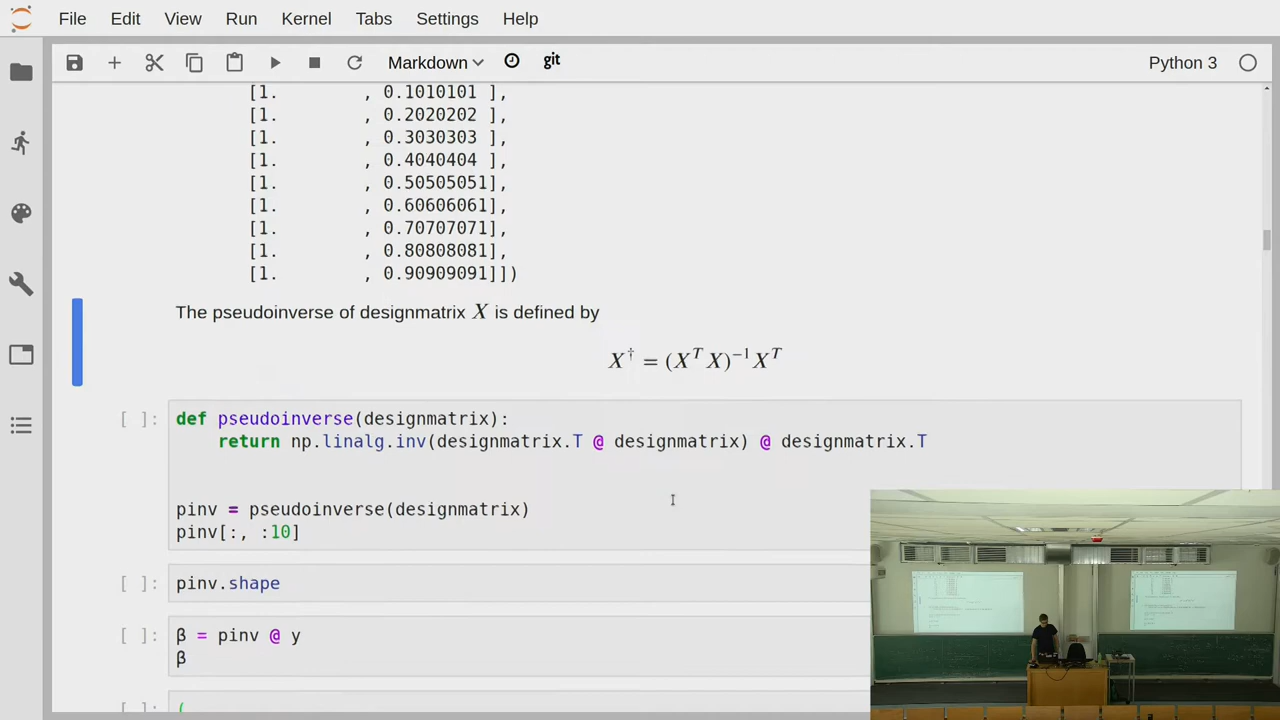 File Edit View Run Kernel Tabs Settings Help
Markdown git Python 3
[1. , 0.1010101 ],
[1. , 0.2020202 ],
[1. , 0.3030303 ],
[1. , 0.4040404 ],
[1. , 0.50505051],
[1. , 0.60606061],
[1. , 0.70707071],
[1. , 0.80808081],
[1. , 0.90909091]])
The pseudoinverse of designmatrix X is defined by
X† = (XᵀX)⁻¹Xᵀ
[ ]: def pseudoinverse(designmatrix):
return np.linalg.inv(designmatrix.T @ designmatrix) @ designmatrix.T
pinv = pseudoinverse(designmatrix)
pinv[:, :10]
[ ]: pinv.shape
[ ]: β = pinv @ y
β
[ ]: (